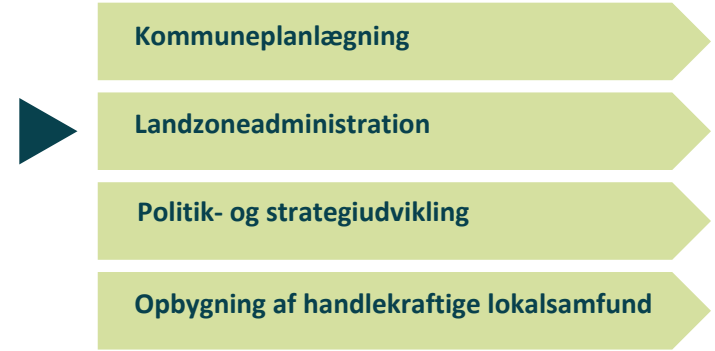 Kommuneplanlægning
Landzoneadministration
Politik- og strategiudvikling
Opbygning af handlekraftige lokalsamfund